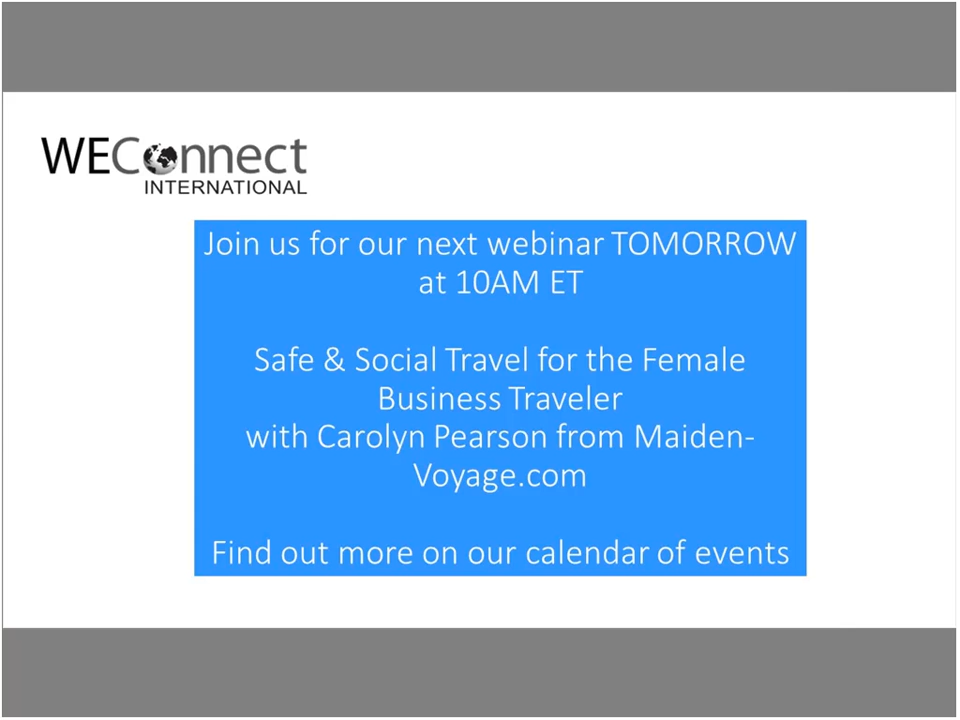 WEConnect
INTERNATIONAL
Join us for our next webinar TOMORROW
at 10AM ET
Safe & Social Travel for the Female
Business Traveler
with Carolyn Pearson from Maiden-
Voyage.com
Find out more on our calendar of events